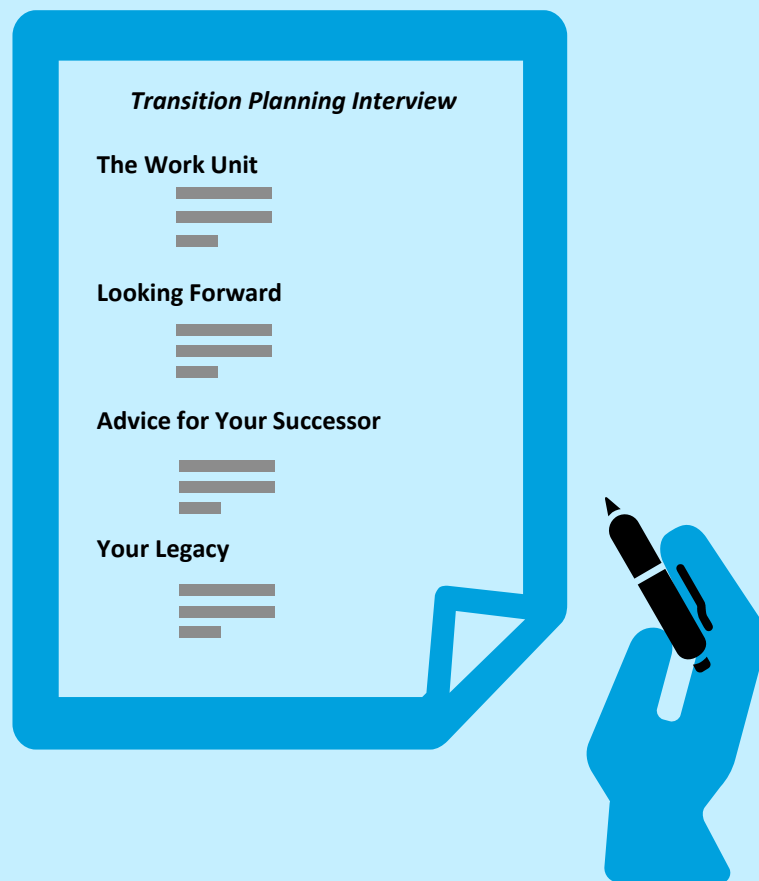 Transition Planning Interview
The Work Unit
Looking Forward
Advice for Your Successor
Your Legacy